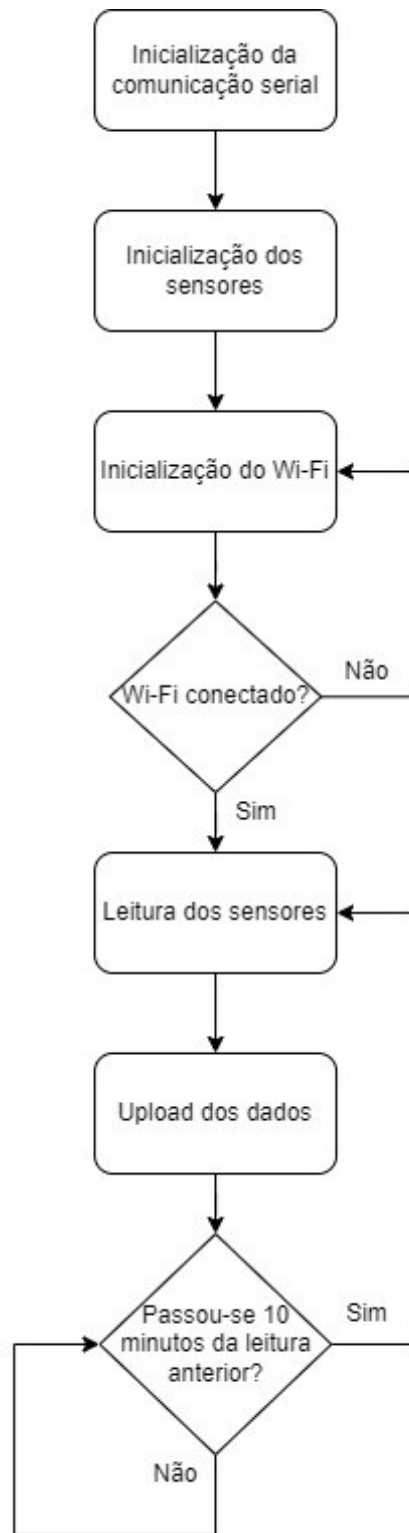 Inicialização da
comunicação serial
Inicialização dos
sensores
Inicialização do Wi-Fi
Wi-Fi conectado?
Não
Sim
Leitura dos sensores
Upload dos dados
Passou-se 10
minutos da leitura
anterior?
Sim
Não